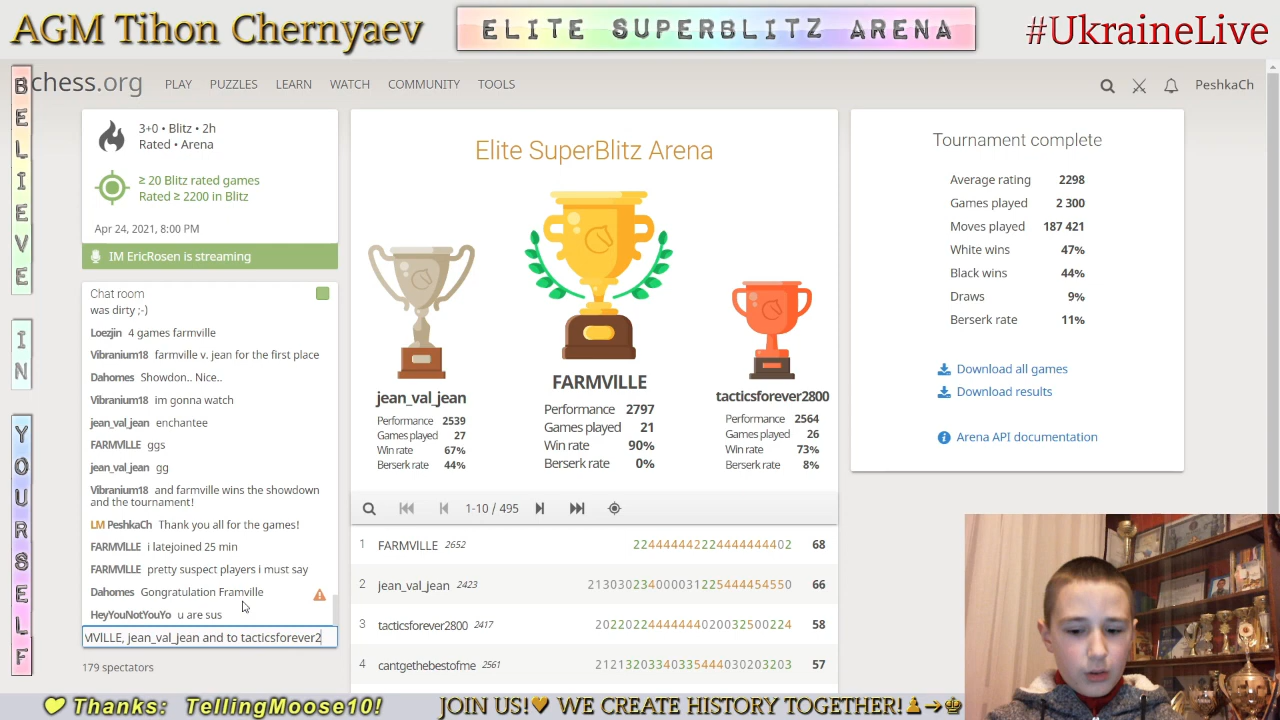 AGM Tihon Chernyaev
ELITE SUPERBLITZ ARENA
#UkraineLive
BELIEVE
IN
YOURSELF
chess.org
PLAY PUZZLES LEARN WATCH COMMUNITY TOOLS
PeshkaCh
3+0 • Blitz • 2h
Rated • Arena
≥ 20 Blitz rated games
Rated ≥ 2200 in Blitz
Apr 24, 2021, 8:00 PM
IM EricRosen is streaming
Chat room
was dirty ;-)
Loezjin 4 games farmville
Vibranium18 farmville v. jean for the first place
Dahomes Showdon.. Nice..
Vibranium18 im gonna watch
jean_val_jean enchantee
FARMVILLE ggs
jean_val_jean gg
Vibranium18 and farmville wins the showdown
and the tournament!
LM PeshkaCh Thank you all for the games!
FARMVILLE i latejoined 25 min
FARMVILLE pretty suspect players i must say
Dahomes Gongratulation Framville
HeyYouNotYouYo u are sus
MVILLE, jean_val_jean and to tacticsforever2
179 spectators
Elite SuperBlitz Arena
jean_val_jean
Performance 2539
Games played 27
Win rate 67%
Berserk rate 44%
FARMVILLE
Performance 2797
Games played 21
Win rate 90%
Berserk rate 0%
tacticsforever2800
Performance 2564
Games played 26
Win rate 73%
Berserk rate 8%
1-10 / 495
1 FARMVILLE 2652 224444442224444444402 68
2 jean_val_jean 2423 213030234000031225444454550 66
3 tacticsforever2800 2417 20220224444444020032500224 58
4 cantgethebestofme 2561 2121320334033544403020 3203 57
Tournament complete
Average rating 2298
Games played 2 300
Moves played 187 421
White wins 47%
Black wins 44%
Draws 9%
Berserk rate 11%
Download all games
Download results
Arena API documentation
Thanks: TellingMoose10!
JOIN US! WE CREATE HISTORY TOGETHER!